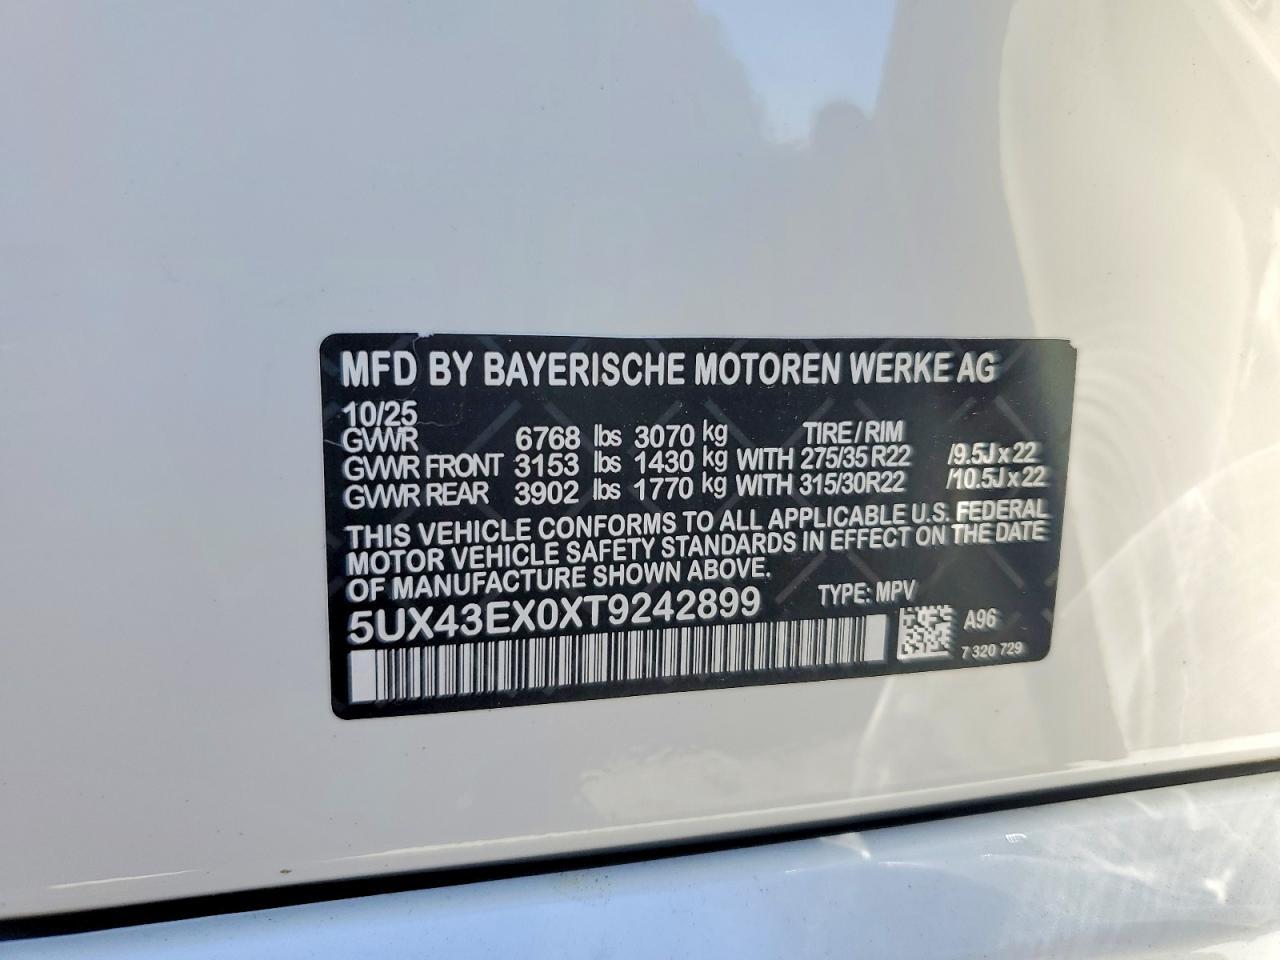 MFD BY BAYERISCHE MOTOREN WERKE AG
10/25
GVWR 6768 lbs 3070 kg TIRE / RIM
GVWR FRONT 3153 lbs 1430 kg WITH 275/35 R22 /9.5J x 22
GVWR REAR 3902 lbs 1770 kg WITH 315/30R22 /10.5J x 22
THIS VEHICLE CONFORMS TO ALL APPLICABLE U.S. FEDERAL
MOTOR VEHICLE SAFETY STANDARDS IN EFFECT ON THE DATE
OF MANUFACTURE SHOWN ABOVE.
5UX43EX0XT9242899 TYPE: MPV
A96
7 320 729